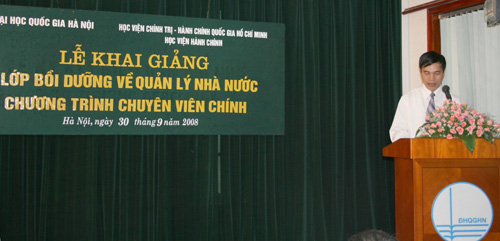 ĐẠI HỌC QUỐC GIA HÀ NỘI
HỌC VIỆN CHÍNH TRỊ - HÀNH CHÍNH QUỐC GIA HỒ CHÍ MINH
HỌC VIỆN HÀNH CHÍNH
LỄ KHAI GIẢNG
LỚP BỒI DƯỠNG VỀ QUẢN LÝ NHÀ NƯỚC
CHƯƠNG TRÌNH CHUYÊN VIÊN CHÍNH
Hà Nội, ngày 30 tháng 9 năm 2008
ĐHQGHN